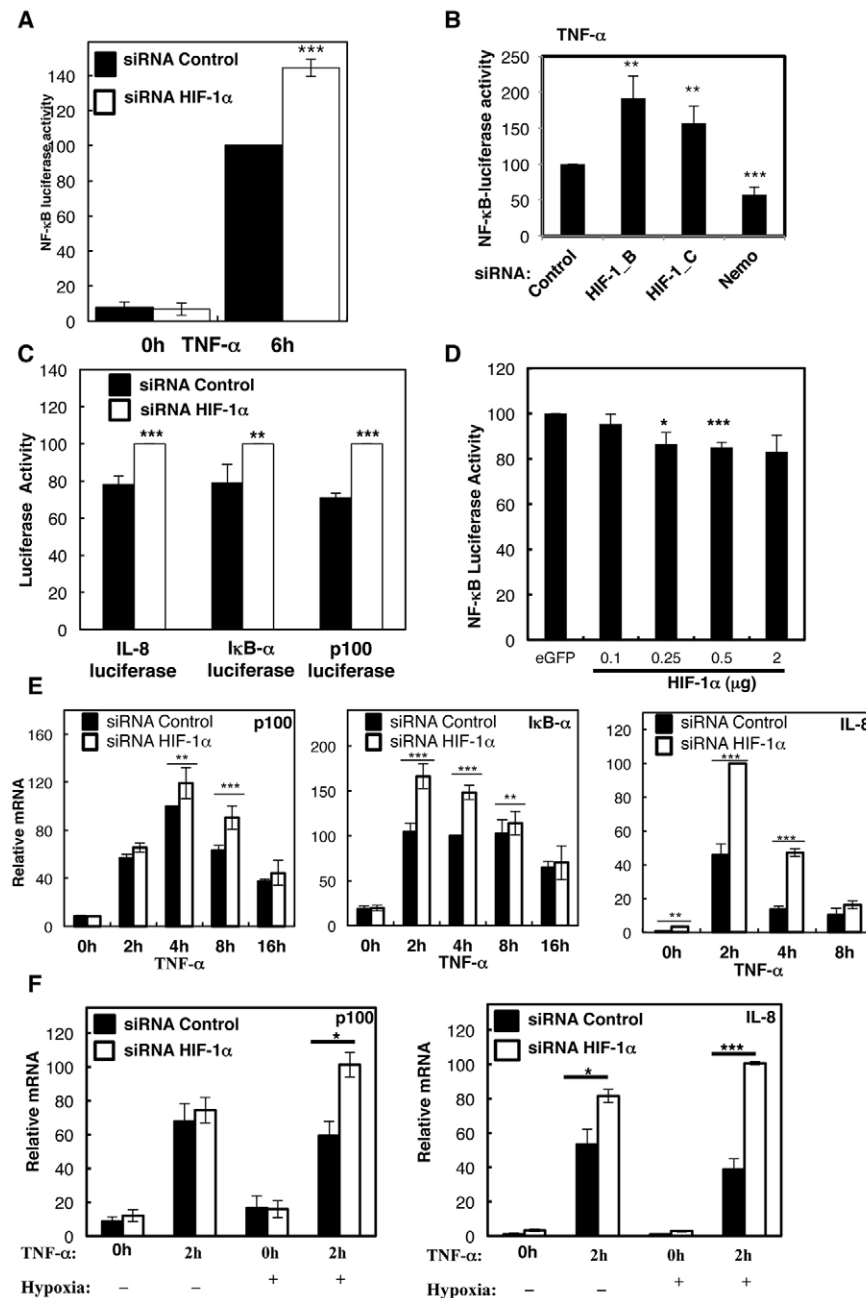 A
siRNA Control
siRNA HIF-1α
***
NF-κB luciferase activity
140
120
100
80
60
40
20
0
0h TNF-α 6h
B
TNF-α
NF-κB-luciferase activity
250
200
150
100
50
0
**
**
***
siRNA:
Control
HIF-1_B
HIF-1_C
Nemo
C
siRNA Control
siRNA HIF-1α
Luciferase Activity
140
120
100
80
60
40
20
0
***
**
***
IL-8
luciferase
IκB-α
luciferase
p100
luciferase
D
NF-κB Luciferase Activity
120
100
80
60
40
20
0
*
***
eGFP 0.1 0.25 0.5 2
HIF-1α (μg)
E
siRNA Control
siRNA HIF-1α
p100
Relative mRNA
160
120
80
40
0
**
***
0h 2h 4h 8h 16h
TNF-α
siRNA Control
siRNA HIF-1α
IκB-α
200
150
100
50
0
***
***
**
0h 2h 4h 8h 16h
TNF-α
siRNA Control
siRNA HIF-1α
IL-8
100
80
60
40
20
0
**
***
***
0h 2h 4h 8h
TNF-α
F
siRNA Control
siRNA HIF-1α
p100
Relative mRNA
120
100
80
60
40
20
0
*
TNF-α: 0h 2h 0h 2h
Hypoxia: – – + +
siRNA Control
siRNA HIF-1α
IL-8
Relative mRNA
120
100
80
60
40
20
0
*
***
TNF-α: 0h 2h 0h 2h
Hypoxia: – – + +